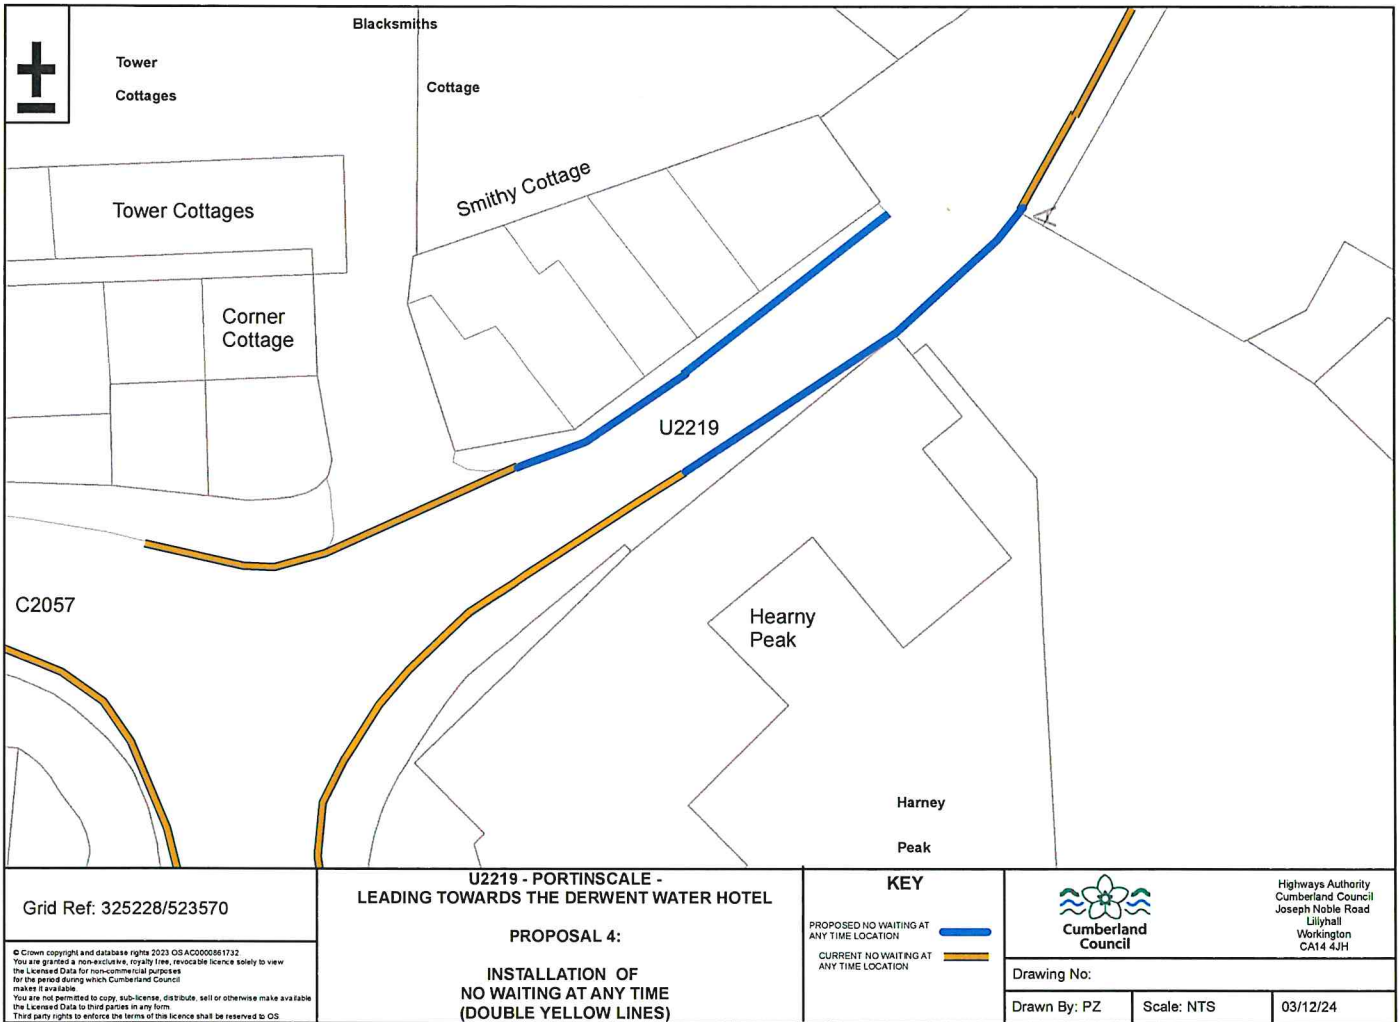 Blacksmiths
Cottage
Tower
Cottages
Tower Cottages
Smithy Cottage
Corner
Cottage
U2219
C2057
Hearny
Peak
Harney
Peak
Grid Ref: 325228/523570
© Crown copyright and database rights 2023 OS AC0000861732
You are granted a non-exclusive, royalty free, revocable licence solely to view
the Licensed Data for non-commercial purposes
for the period during which Cumberland Council
makes it available.
You are not permitted to copy, sub-license, distribute, sell or otherwise make available
the Licensed Data to third parties in any form.
Third party rights to enforce the terms of this licence shall be reserved to OS
U2219 - PORTINSCALE -
LEADING TOWARDS THE DERWENT WATER HOTEL
PROPOSAL 4:
INSTALLATION OF
NO WAITING AT ANY TIME
(DOUBLE YELLOW LINES)
KEY
PROPOSED NO WAITING AT
ANY TIME LOCATION
CURRENT NO WAITING AT
ANY TIME LOCATION
Cumberland
Council
Highways Authority
Cumberland Council
Joseph Noble Road
Lillyhall
Workington
CA14 4JH
Drawing No:
Drawn By: PZ
Scale: NTS
03/12/24